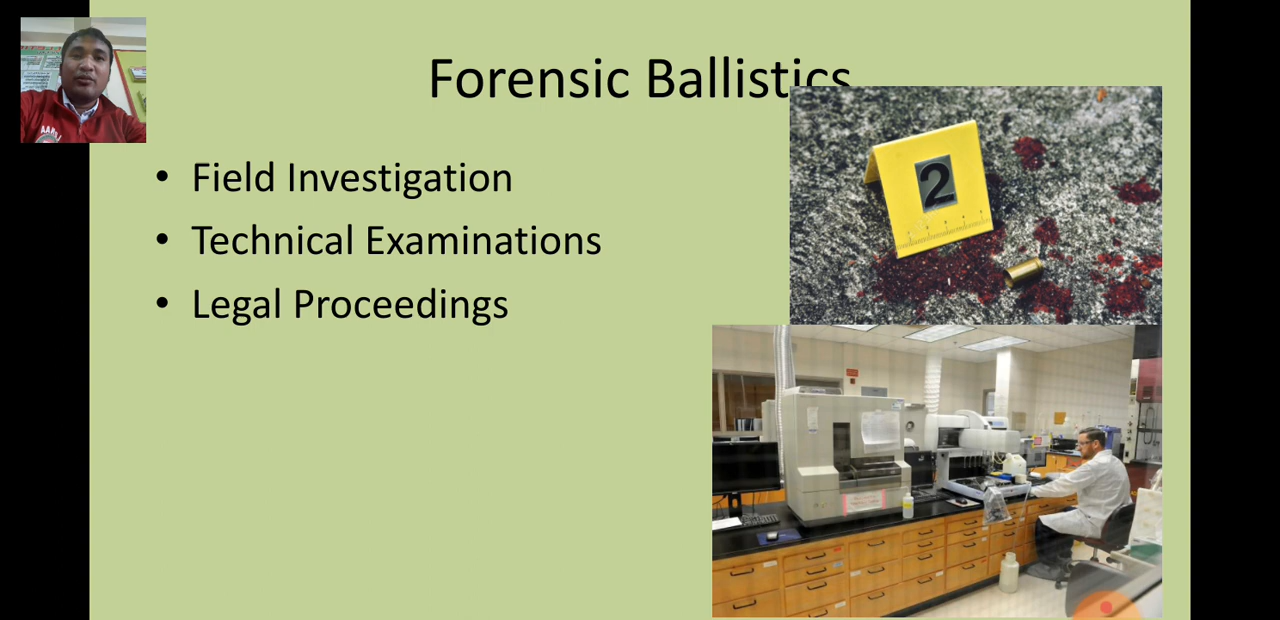 Forensic Ballistics
• Field Investigation
• Technical Examinations
• Legal Proceedings
2